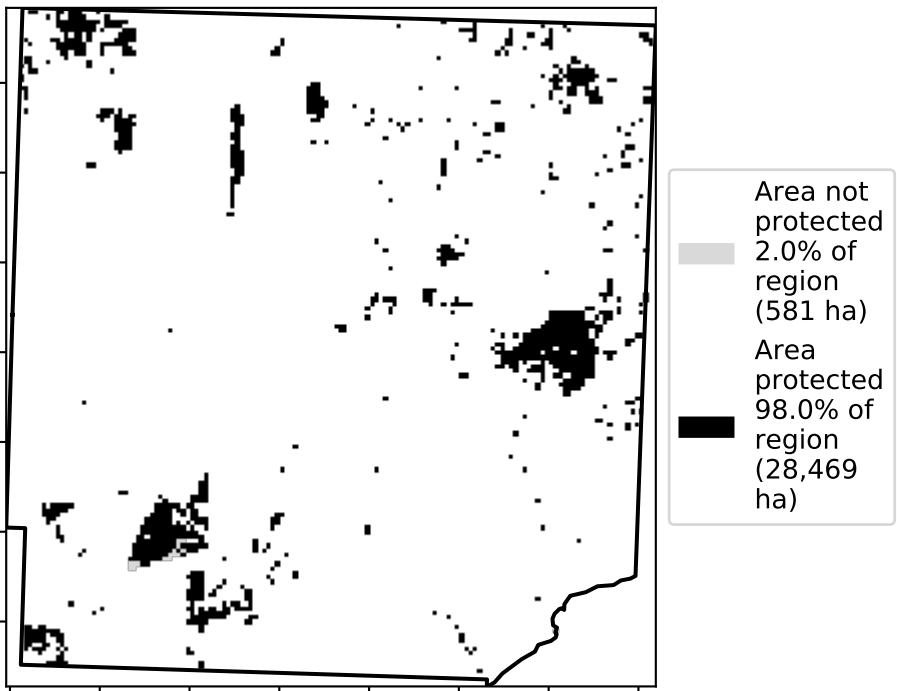 Area not
protected
2.0% of
region
(581 ha)
Area
protected
98.0% of
region
(28,469
ha)